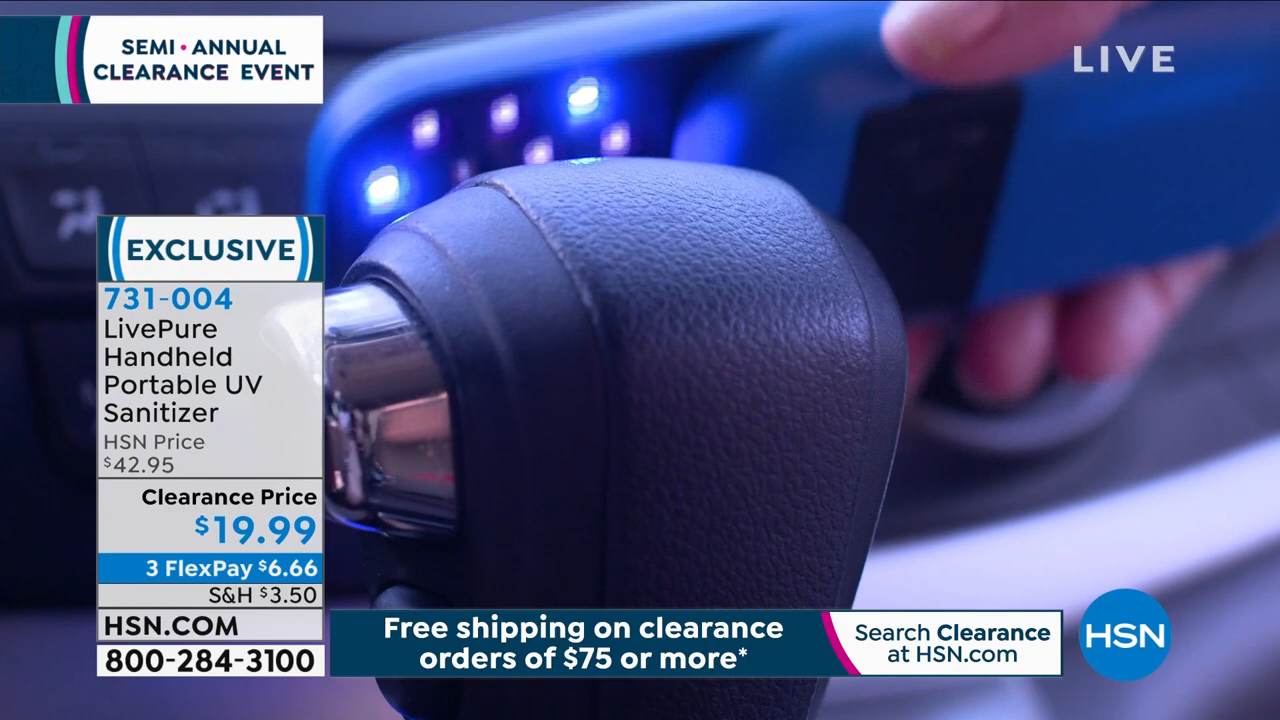 SEMI • ANNUAL
CLEARANCE EVENT
LIVE
EXCLUSIVE
731-004
LivePure
Handheld
Portable UV
Sanitizer
HSN Price
$42.95
Clearance Price
$19.99
3 FlexPay $6.66
S&H $3.50
HSN.COM
800-284-3100
Free shipping on clearance
orders of $75 or more*
Search Clearance
at HSN.com
HSN